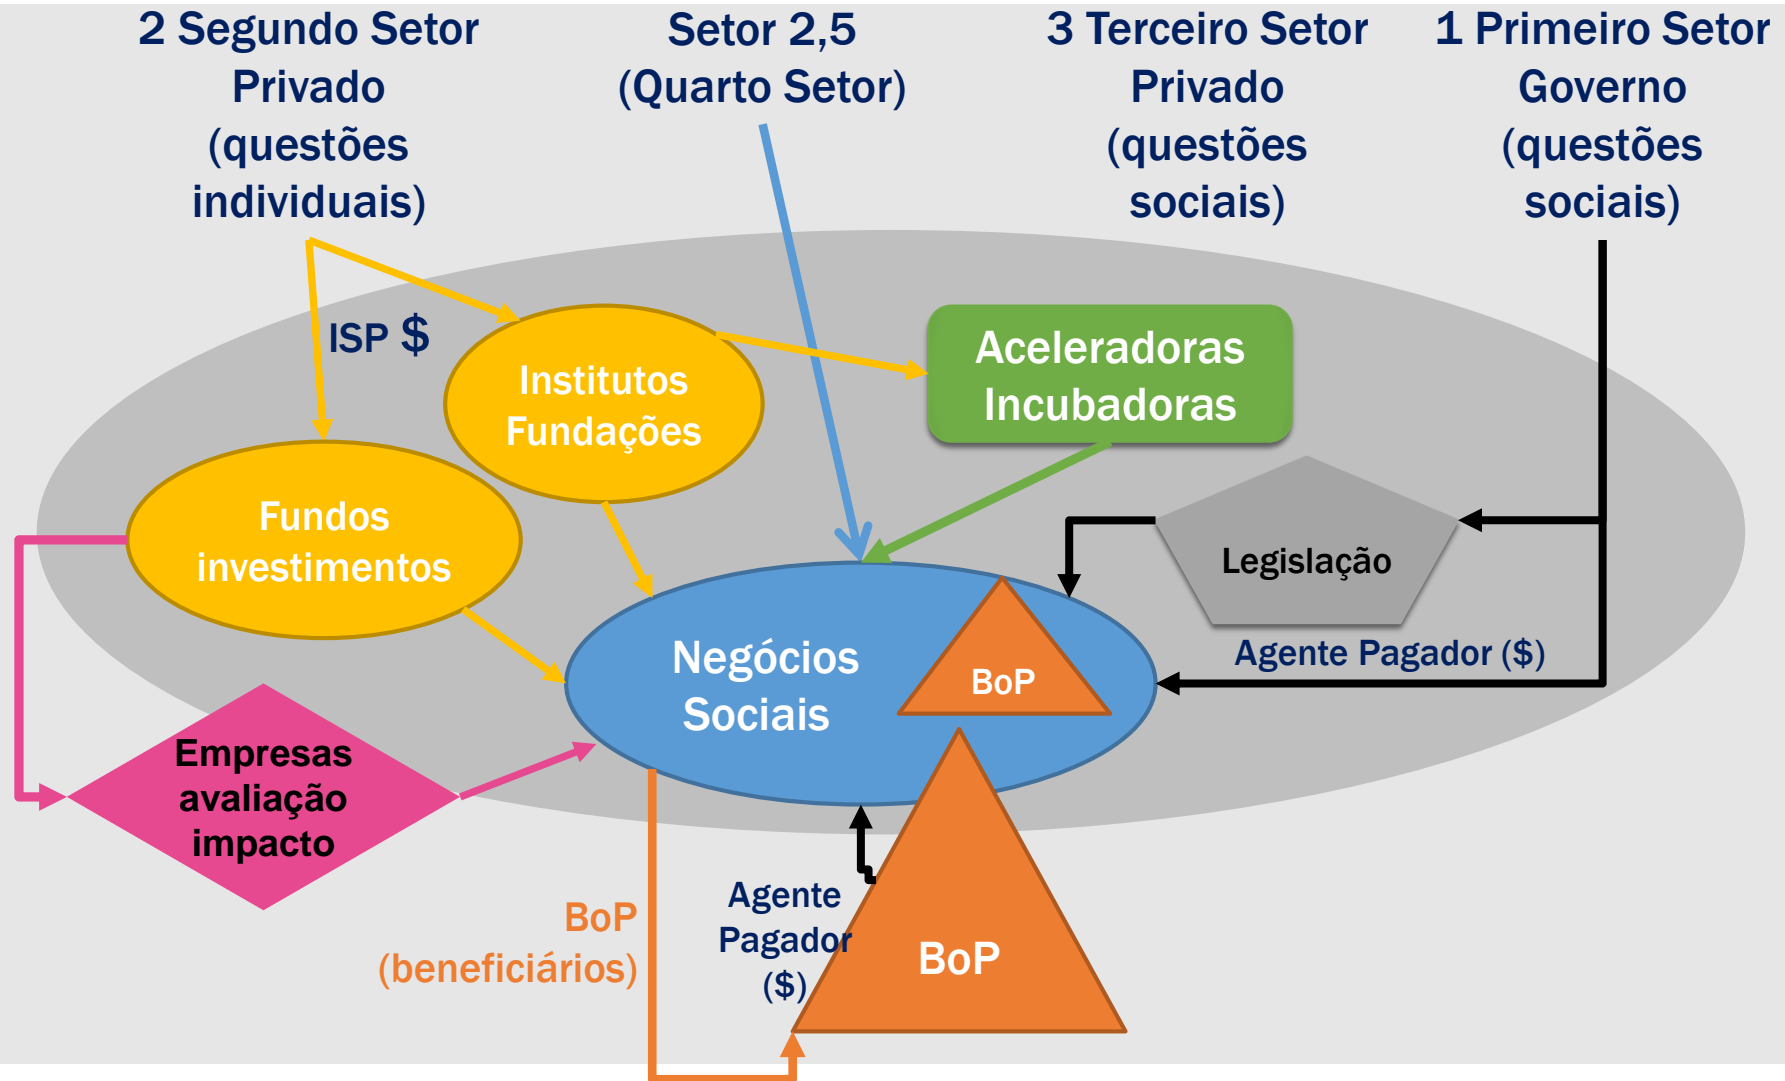 2 Segundo Setor
Privado
(questões
individuais)
Setor 2,5
(Quarto Setor)
3 Terceiro Setor
Privado
(questões
sociais)
1 Primeiro Setor
Governo
(questões
sociais)
ISP $
Institutos
Fundações
Aceleradoras
Incubadoras
Fundos
investimentos
Legislação
Agente Pagador ($)
Negócios
Sociais
BoP
Empresas
avaliação
impacto
BoP
(beneficiários)
Agente
Pagador
($)
BoP